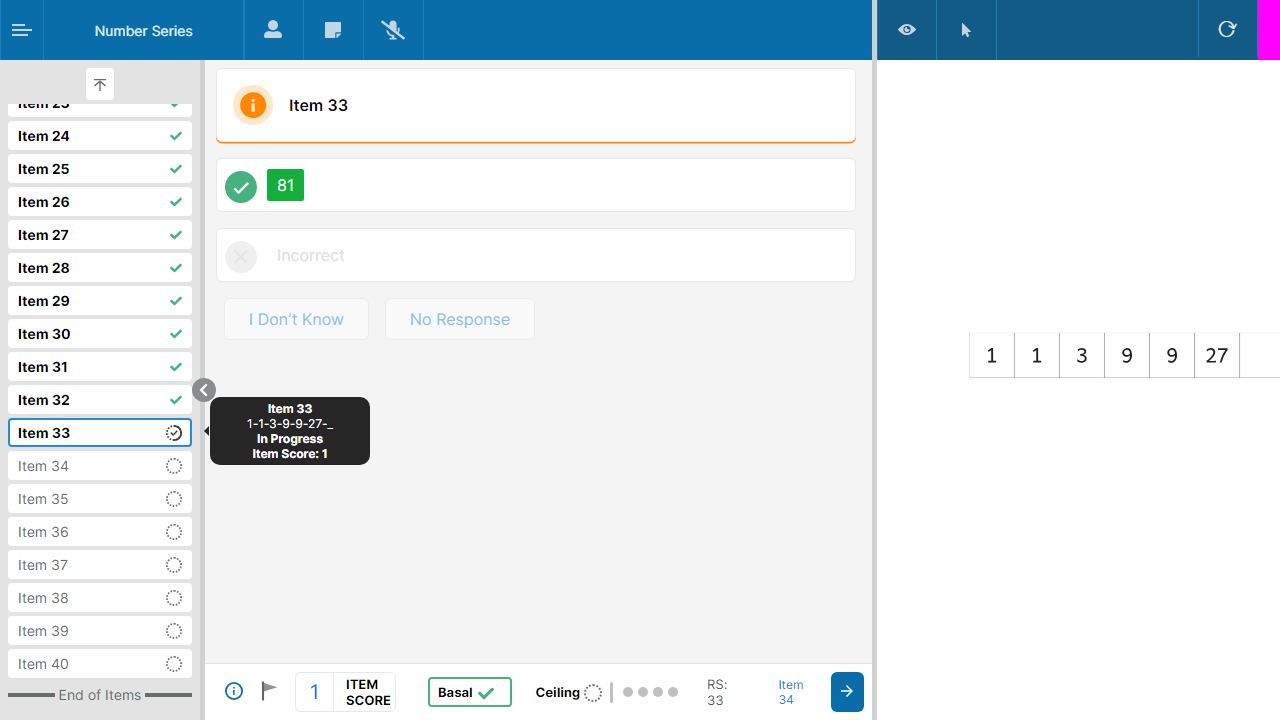 Number Series
Item 23
Item 24
Item 25
Item 26
Item 27
Item 28
Item 29
Item 30
Item 31
Item 32
Item 33
Item 34
Item 35
Item 36
Item 37
Item 38
Item 39
Item 40
End of Items
Item 33
81
Incorrect
I Don't Know
No Response
Item 33
1-1-3-9-9-27-_
In Progress
Item Score: 1
1
ITEM
SCORE
Basal
Ceiling
RS:
33
Item
34
1 1 3 9 9 27